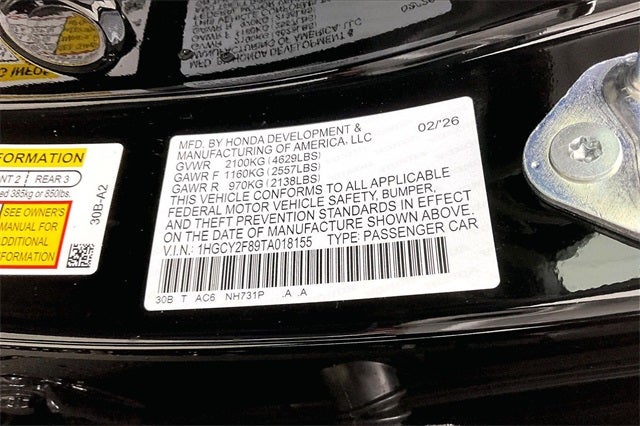 MFD. BY HONDA DEVELOPMENT & 02/'26
MANUFACTURING OF AMERICA, LLC
GVWR 2100KG (4629LBS)
GAWR F 1160KG (2557LBS)
GAWR R 970KG (2138LBS)
THIS VEHICLE CONFORMS TO ALL APPLICABLE
FEDERAL MOTOR VEHICLE SAFETY, BUMPER,
AND THEFT PREVENTION STANDARDS IN EFFECT
ON THE DATE OF MANUFACTURE SHOWN ABOVE.
V.I.N.: 1HGCY2F89TA018155 TYPE: PASSENGER CAR
30B T AC6 NH731P .A .A
FORMATION
NT 2 REAR 3
ed 385kg or 850lbs.
SEE OWNER'S
MANUAL FOR
ADDITIONAL
INFORMATION
30B-A2